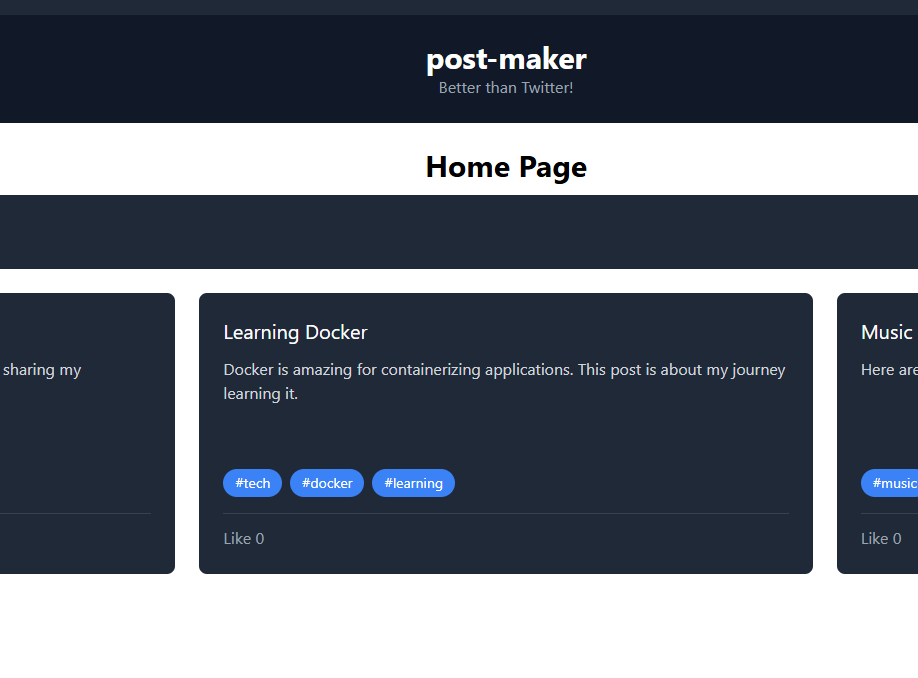 post-maker
Better than Twitter!
Home Page
sharing my
Learning Docker
Docker is amazing for containerizing applications. This post is about my journey
learning it.
#tech #docker #learning
Like 0
Music
Here are
#music
Like 0